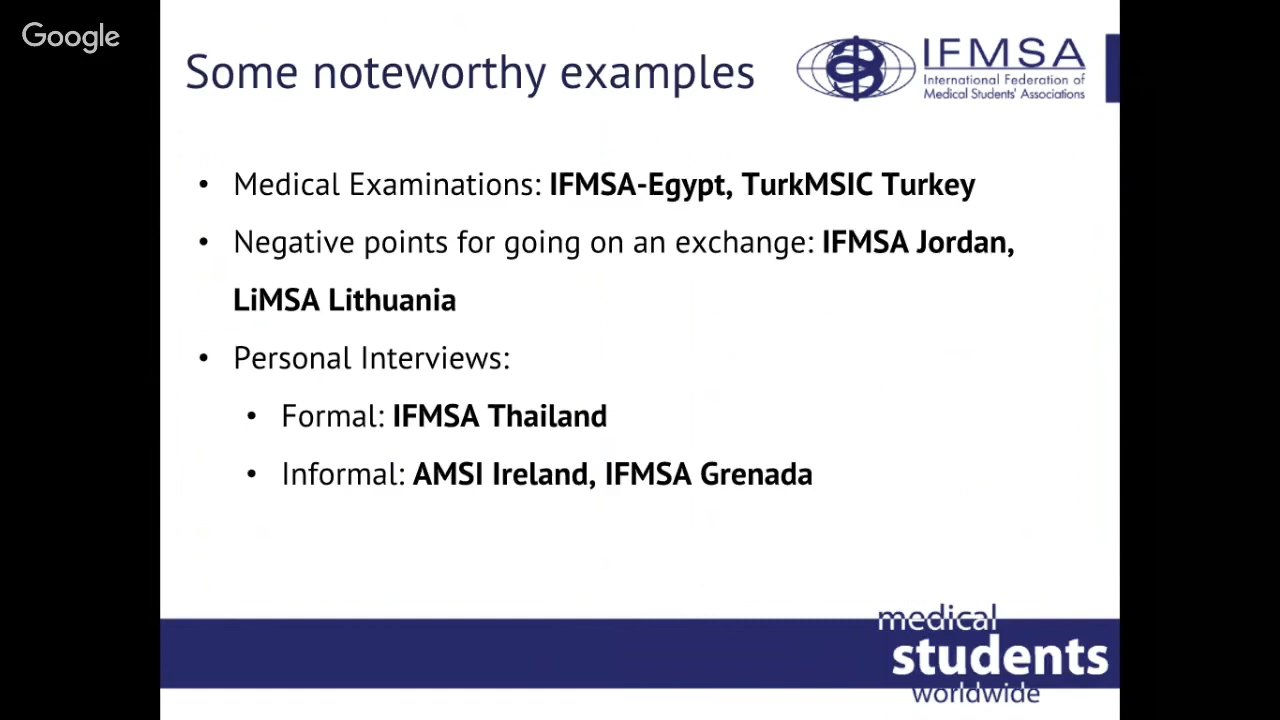 Google
Some noteworthy examples
IFMSA
International Federation of
Medical Students' Associations
• Medical Examinations: IFMSA-Egypt, TurkMSIC Turkey
• Negative points for going on an exchange: IFMSA Jordan,
LiMSA Lithuania
• Personal Interviews:
• Formal: IFMSA Thailand
• Informal: AMSI Ireland, IFMSA Grenada
medical
students
worldwide